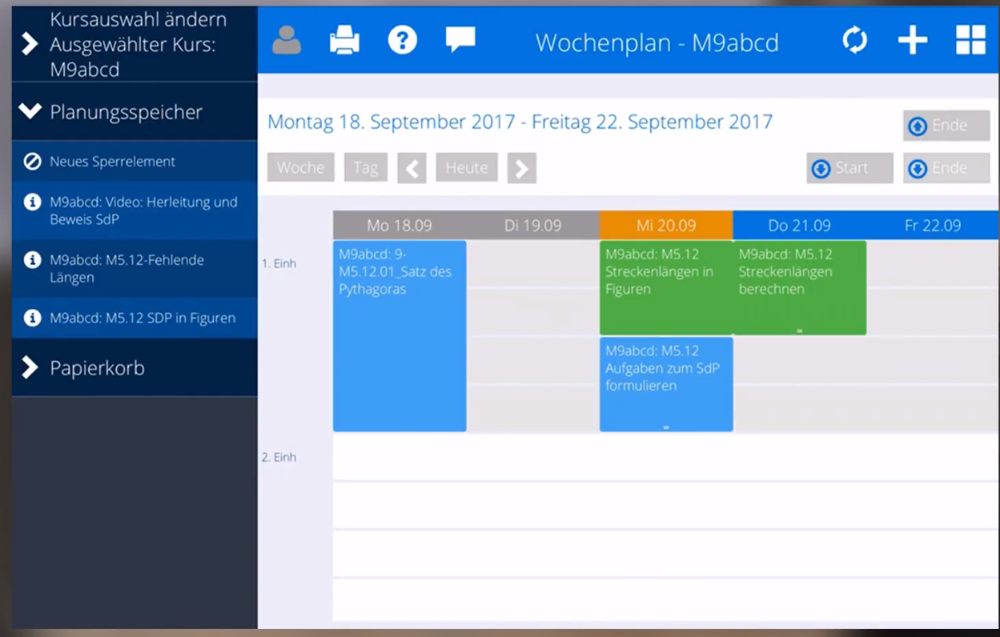 Kursauswahl ändern
Ausgewählter Kurs:
M9abcd
Planungsspeicher
Neues Sperrelement
M9abcd: Video: Herleitung und
Beweis SdP
M9abcd: M5.12-Fehlende
Längen
M9abcd: M5.12 SDP in Figuren
Papierkorb
Wochenplan - M9abcd
Montag 18. September 2017 - Freitag 22. September 2017
Ende
Woche
Tag
Heute
Start
Ende
Mo 18.09
Di 19.09
Mi 20.09
Do 21.09
Fr 22.09
1. Einh
M9abcd: 9-
M5.12.01_Satz des
Pythagoras
M9abcd: M5.12
Streckenlängen in
Figuren
M9abcd: M5.12
Streckenlängen
berechnen
M9abcd: M5.12
Aufgaben zum SdP
formulieren
2. Einh